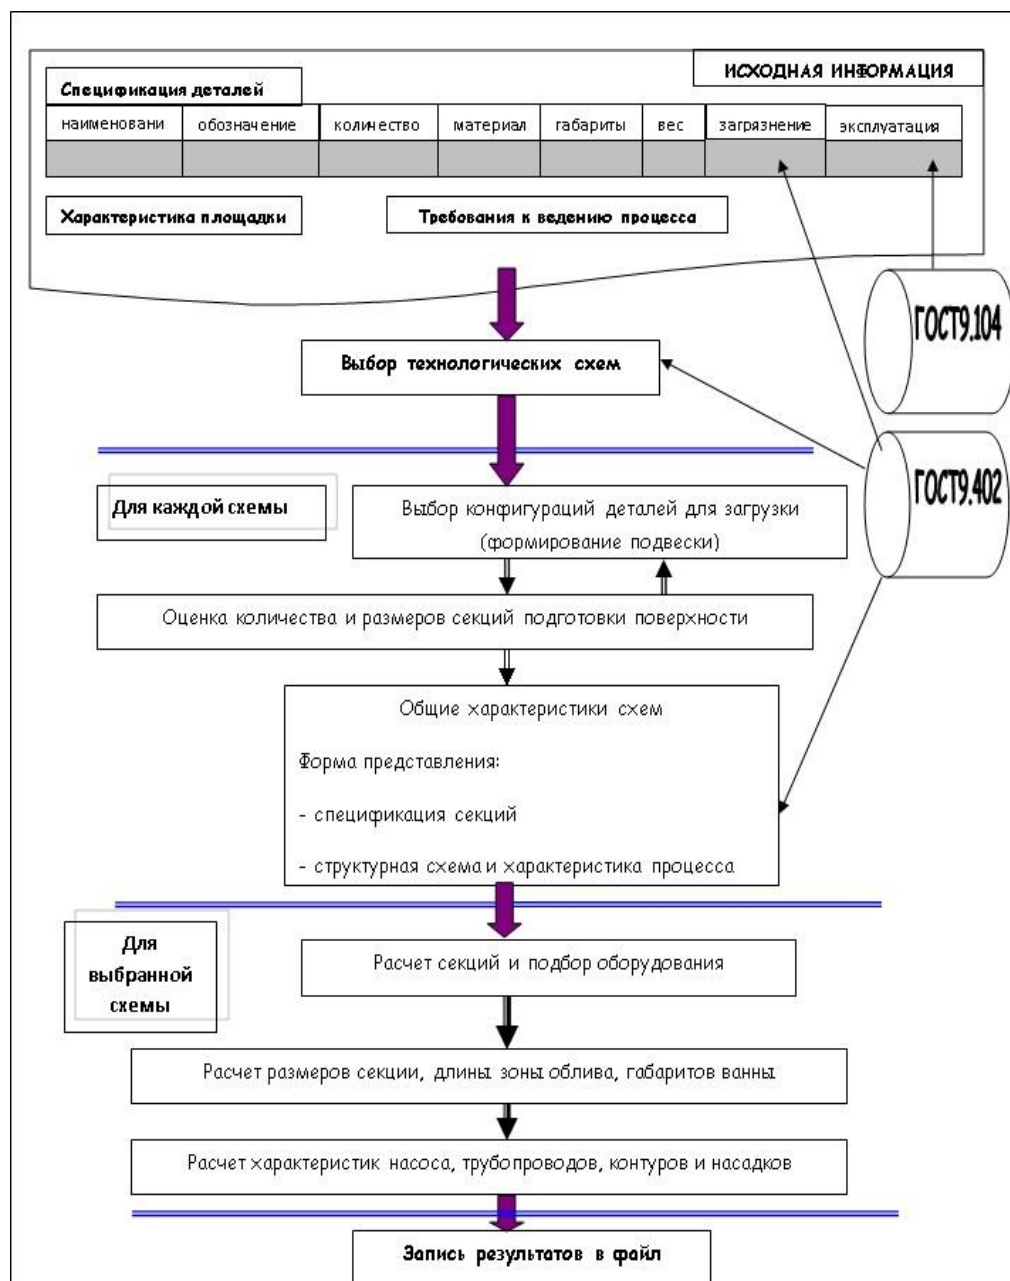 ИСХОДНАЯ ИНФОРМАЦИЯ
Спецификация деталей
наименовани обозначение количество материал габариты вес загрязнение эксплуатация
Характеристика площадки
Требования к ведению процесса
ГОСТ9.104
Выбор технологических схем
ГОСТ9.402
Для каждой схемы
Выбор конфигураций деталей для загрузки
(формирование подвески)
Оценка количества и размеров секций подготовки поверхности
Общие характеристики схем
Форма представления:
- спецификация секций
- структурная схема и характеристика процесса
Для
выбранной
схемы
Расчет секций и подбор оборудования
Расчет размеров секции, длины зоны облива, габаритов ванны
Расчет характеристик насоса, трубопроводов, контуров и насадков
Запись результатов в файл